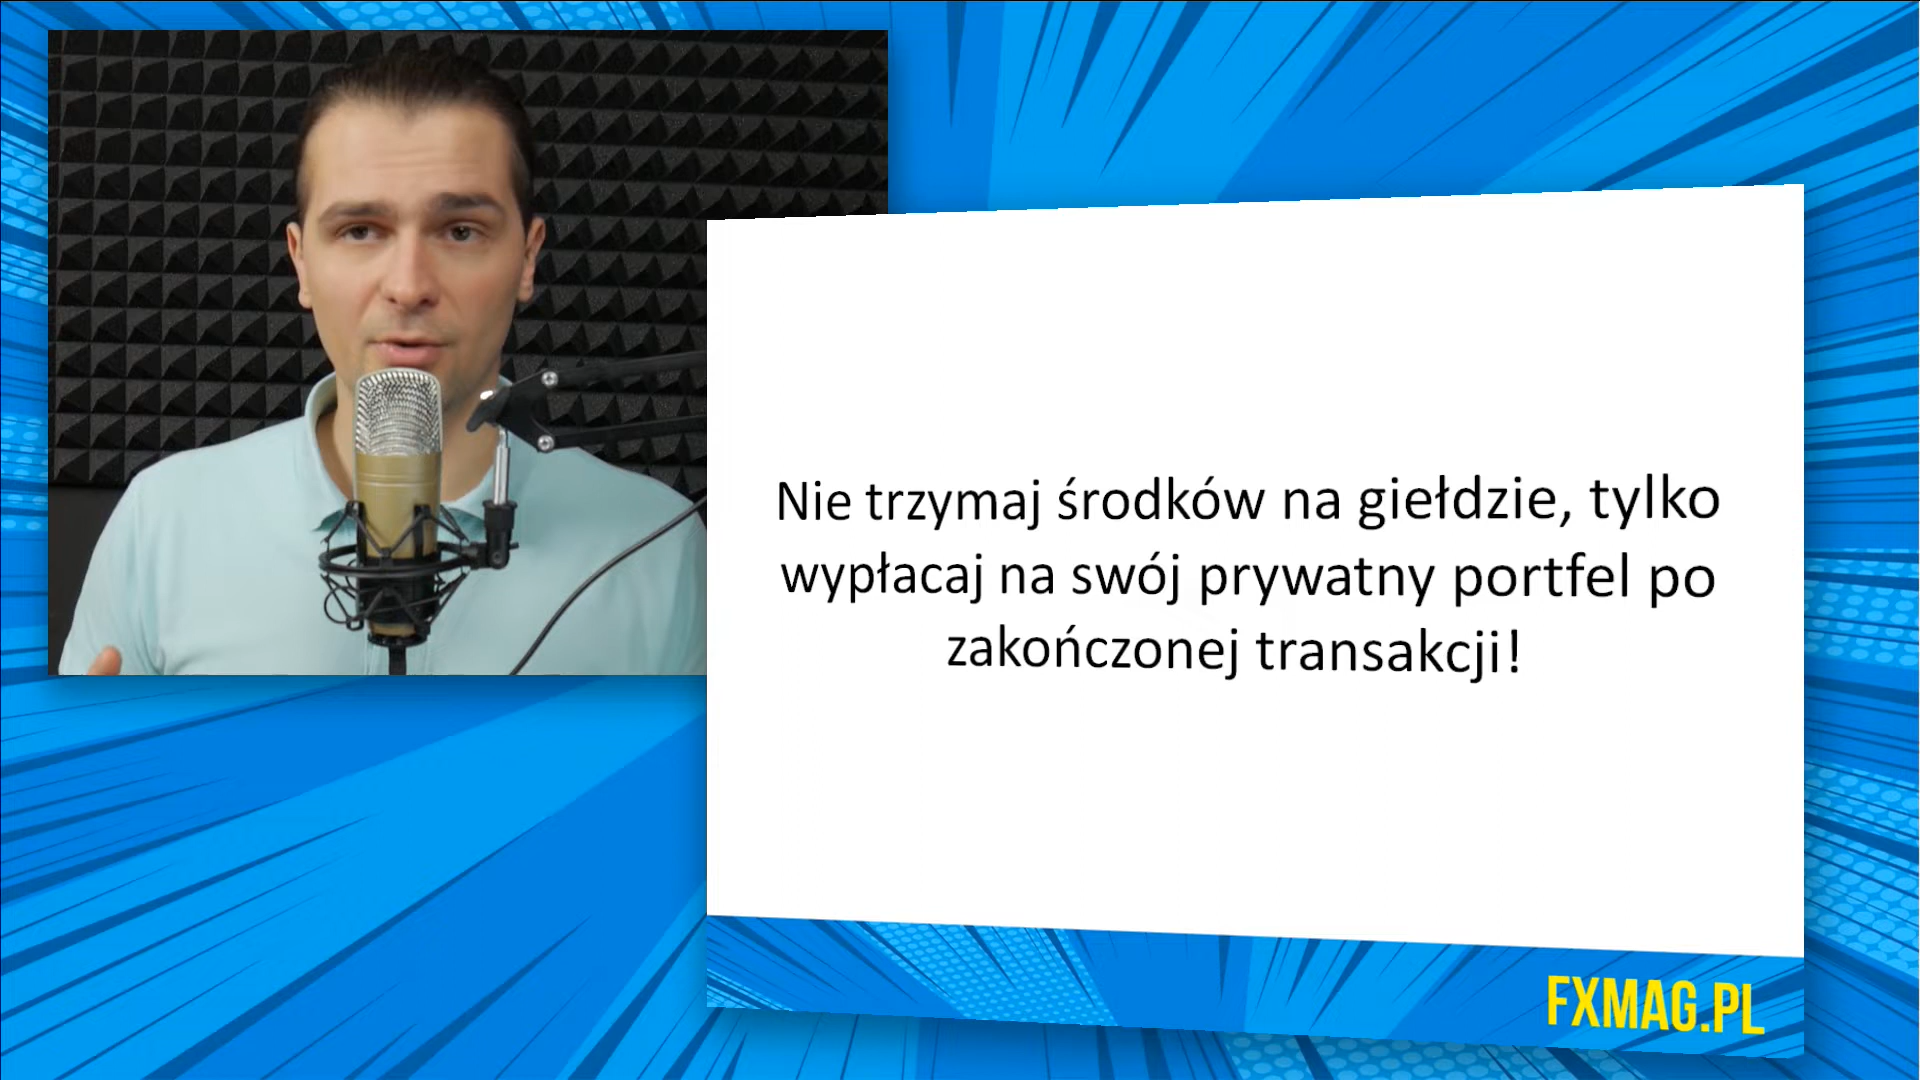 Nie trzymaj środków na giełdzie, tylko
wypłacaj na swój prywatny portfel po
zakończonej transakcji!
FXMAG.PL